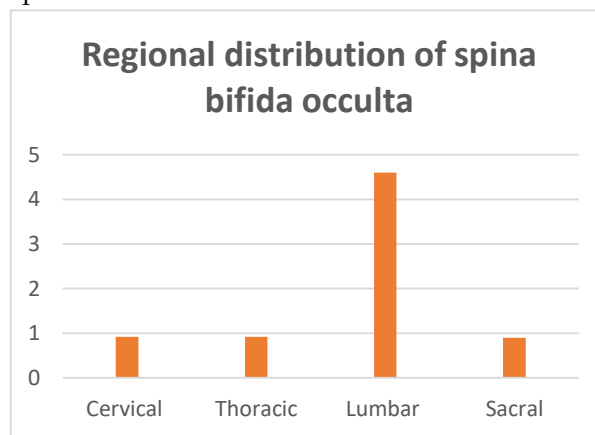 Regional distribution of spina
bifida occulta
5
4
3
2
1
0
Cervical Thoracic Lumbar Sacral